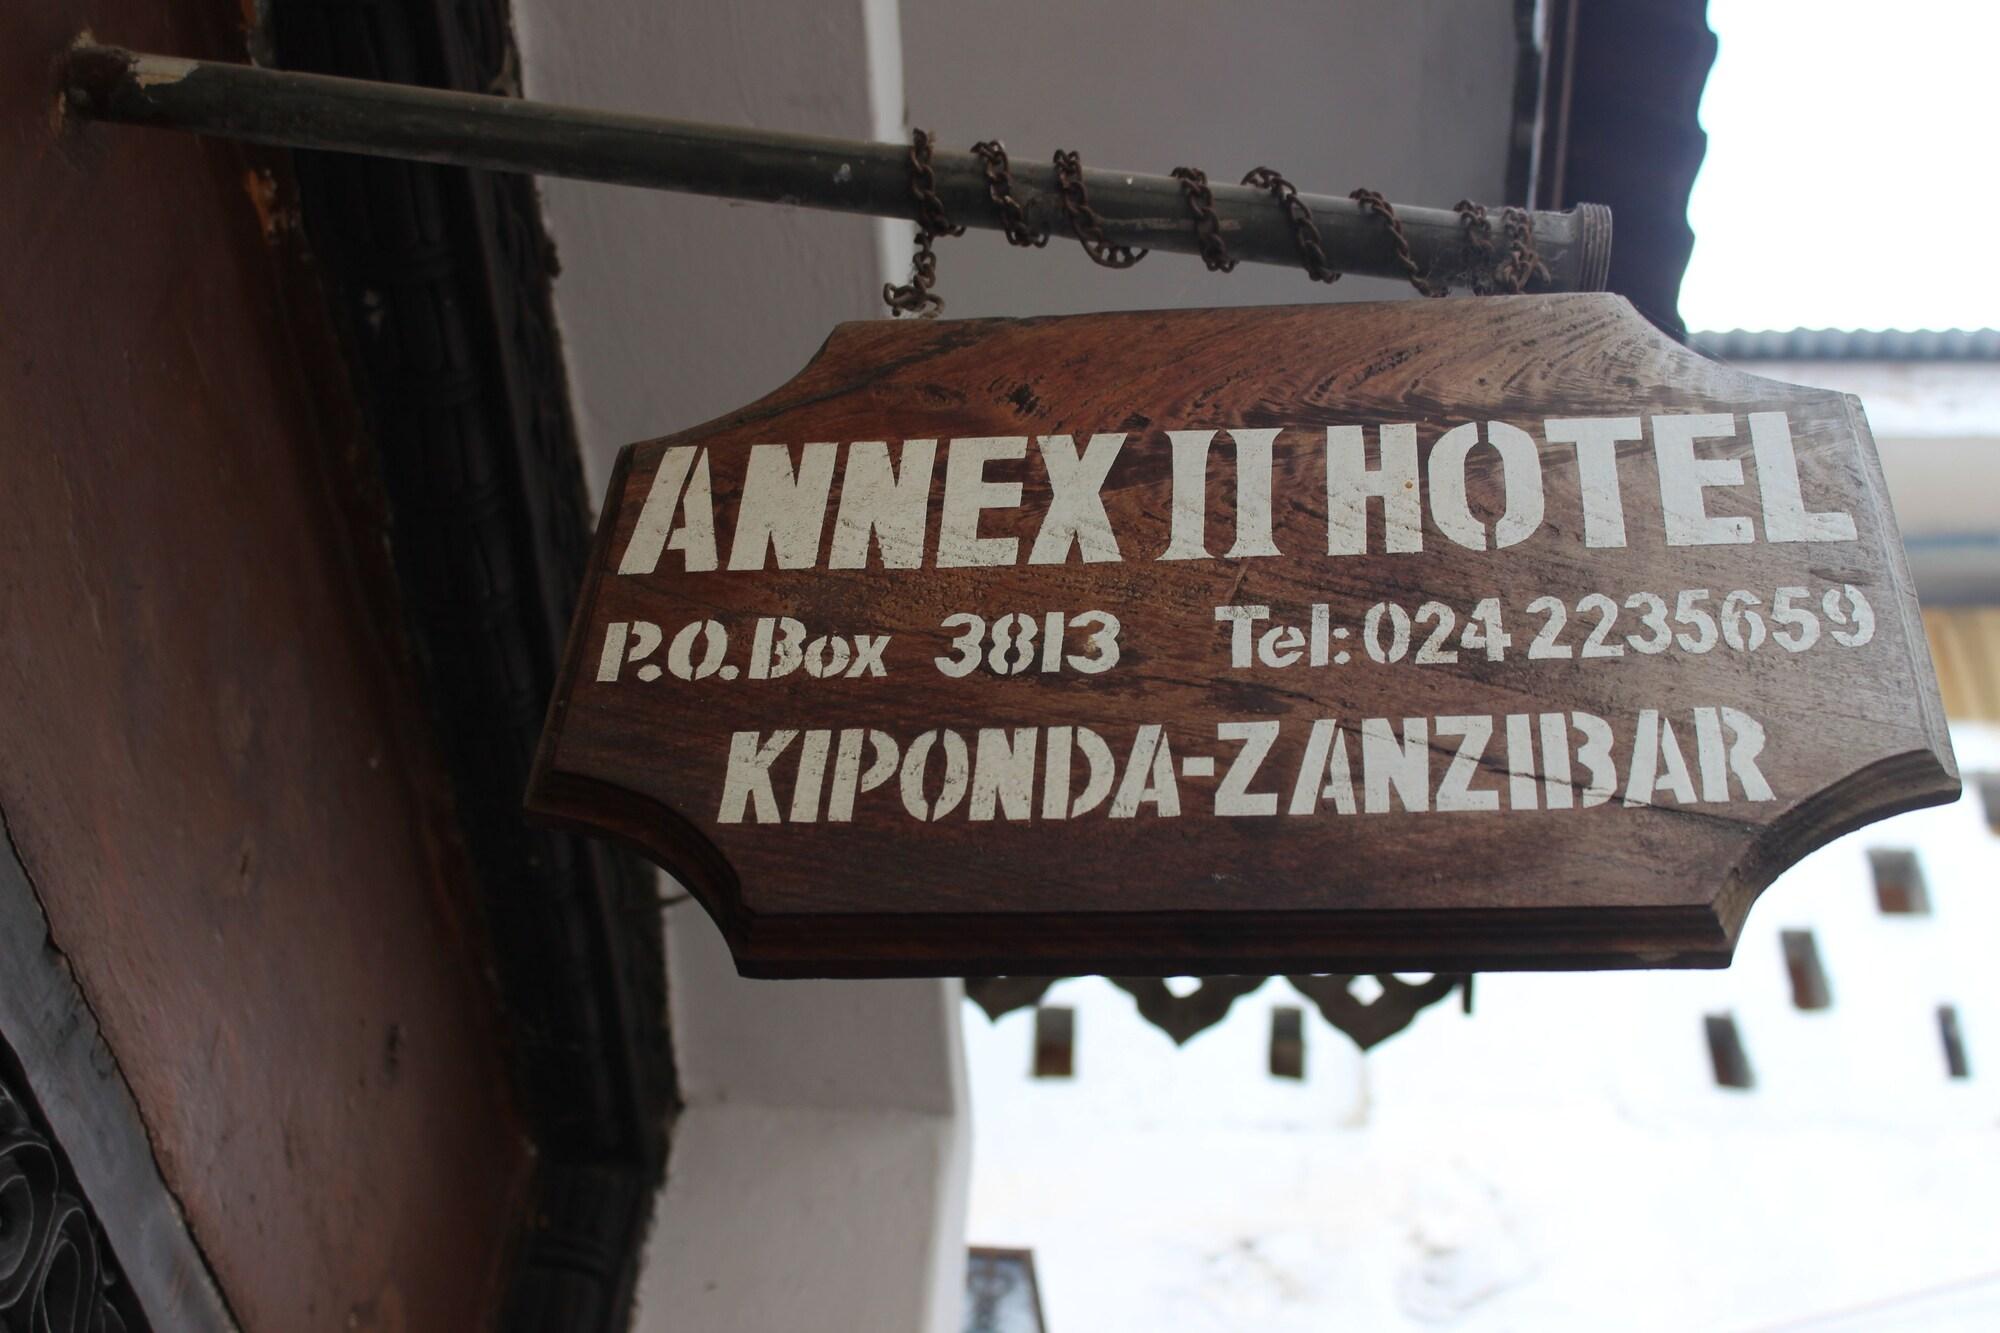 ANNEX II HOTEL
P.O. Box 3813 Tel: 024 2235659
KIPONDA-ZANZIBAR